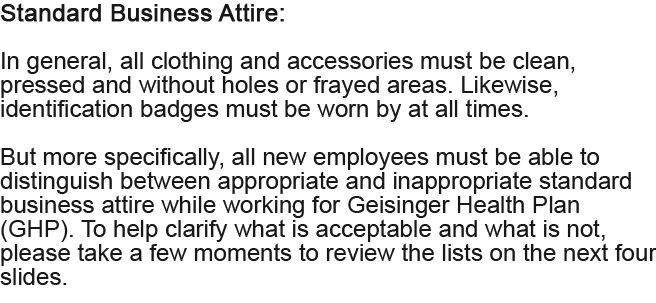 Standard Business Attire:
In general, all clothing and accessories must be clean,
pressed and without holes or frayed areas. Likewise,
identification badges must be worn by at all times.
But more specifically, all new employees must be able to
distinguish between appropriate and inappropriate standard
business attire while working for Geisinger Health Plan
(GHP). To help clarify what is acceptable and what is not,
please take a few moments to review the lists on the next four
slides.